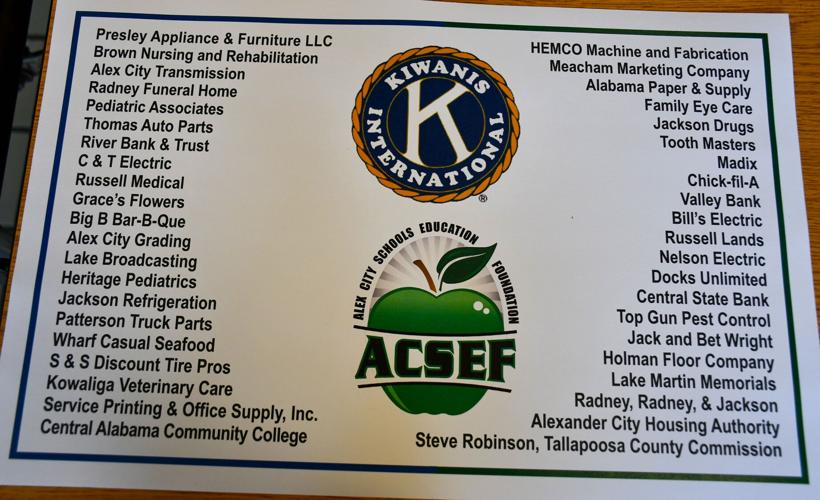 Presley Appliance & Furniture LLC
Brown Nursing and Rehabilitation
Alex City Transmission
Radney Funeral Home
Pediatric Associates
Thomas Auto Parts
River Bank & Trust
C & T Electric
Russell Medical
Grace's Flowers
Big B Bar-B-Que
Alex City Grading
Lake Broadcasting
Heritage Pediatrics
Jackson Refrigeration
Patterson Truck Parts
Wharf Casual Seafood
S & S Discount Tire Pros
Kowaliga Veterinary Care
Service Printing & Office Supply, Inc.
Central Alabama Community College
KIWANIS
K
INTERNATIONAL
®
ALEX CITY SCHOOLS EDUCATION FOUNDATION
ACSEF
HEMCO Machine and Fabrication
Meacham Marketing Company
Alabama Paper & Supply
Family Eye Care
Jackson Drugs
Tooth Masters
Madix
Chick-fil-A
Valley Bank
Bill's Electric
Russell Lands
Nelson Electric
Docks Unlimited
Central State Bank
Top Gun Pest Control
Jack and Bet Wright
Holman Floor Company
Lake Martin Memorials
Radney, Radney, & Jackson
Alexander City Housing Authority
Steve Robinson, Tallapoosa County Commission